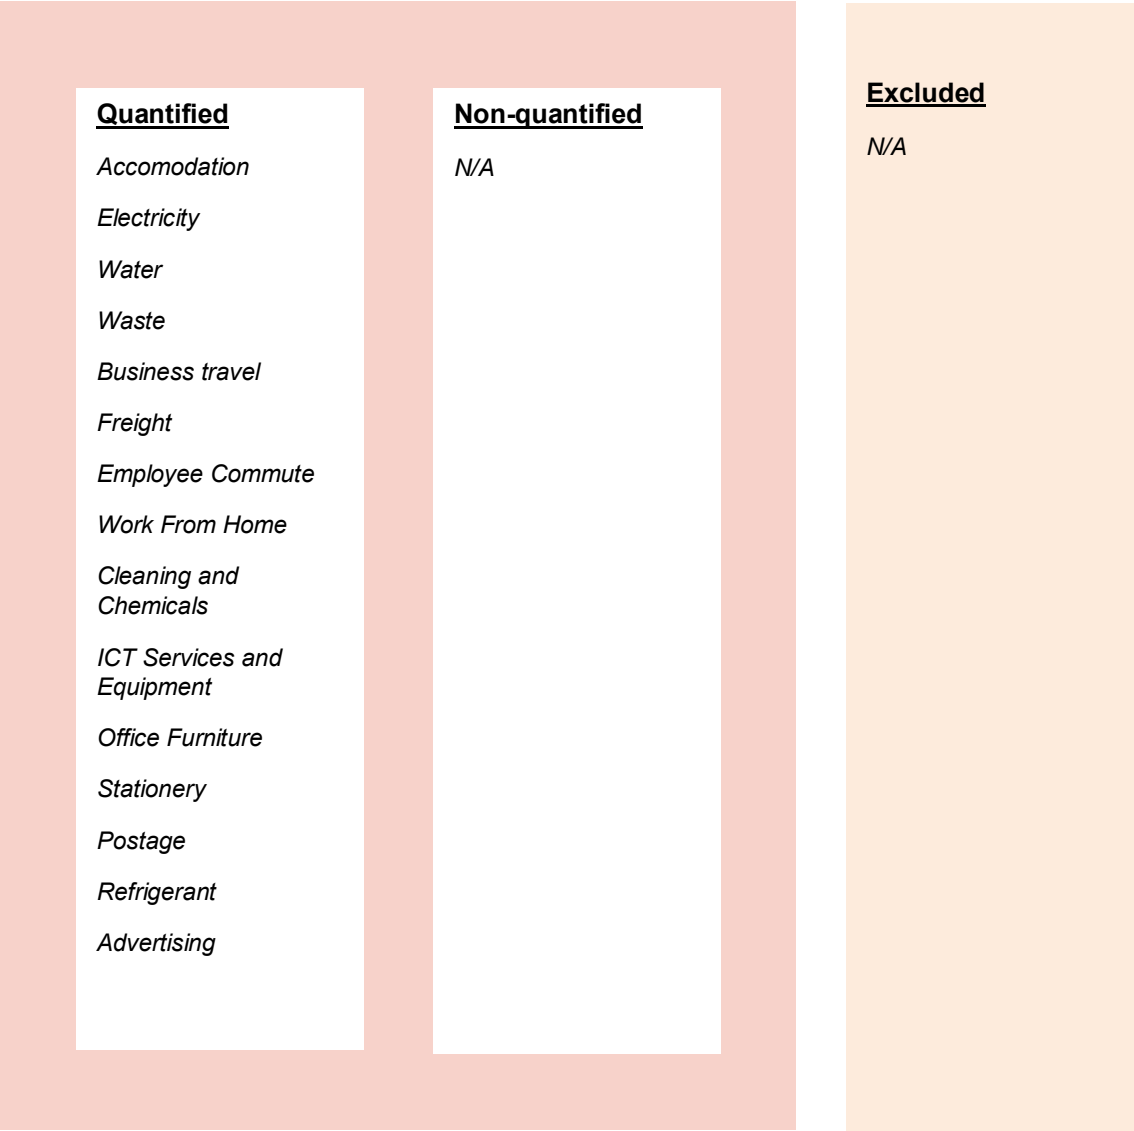 Quantified
Accomodation
Electricity
Water
Waste
Business travel
Freight
Employee Commute
Work From Home
Cleaning and
Chemicals
ICT Services and
Equipment
Office Furniture
Stationery
Postage
Refrigerant
Advertising
Non-quantified
N/A
Excluded
N/A